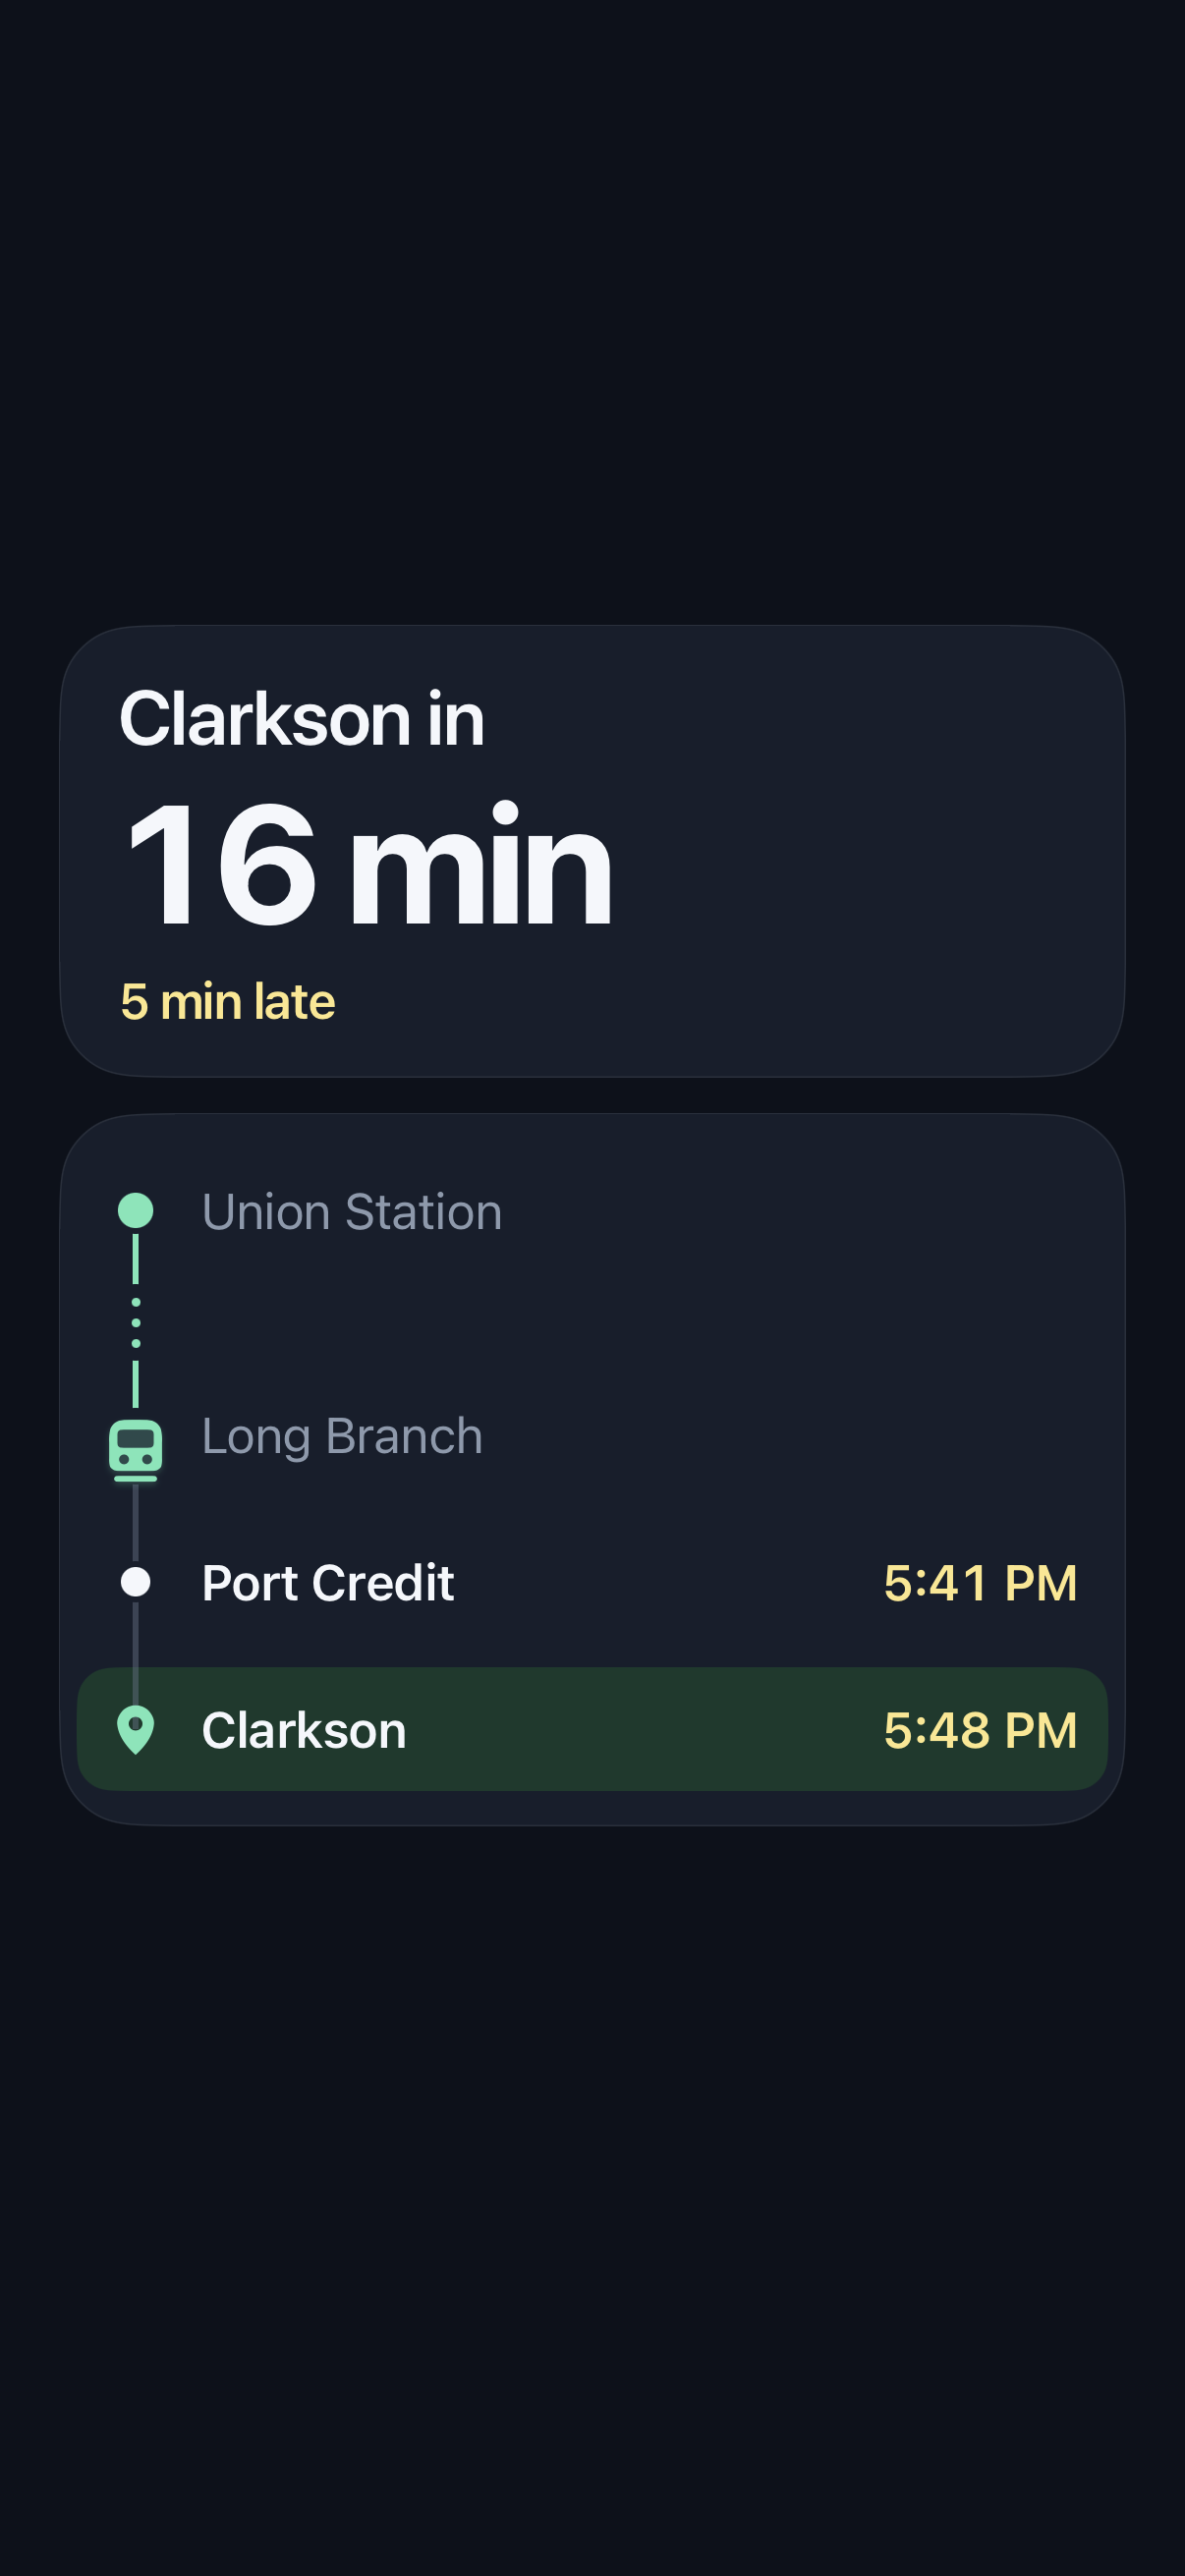 Clarkson in
16 min
5 min late
Union Station
Long Branch
Port Credit 5:41 PM
Clarkson 5:48 PM